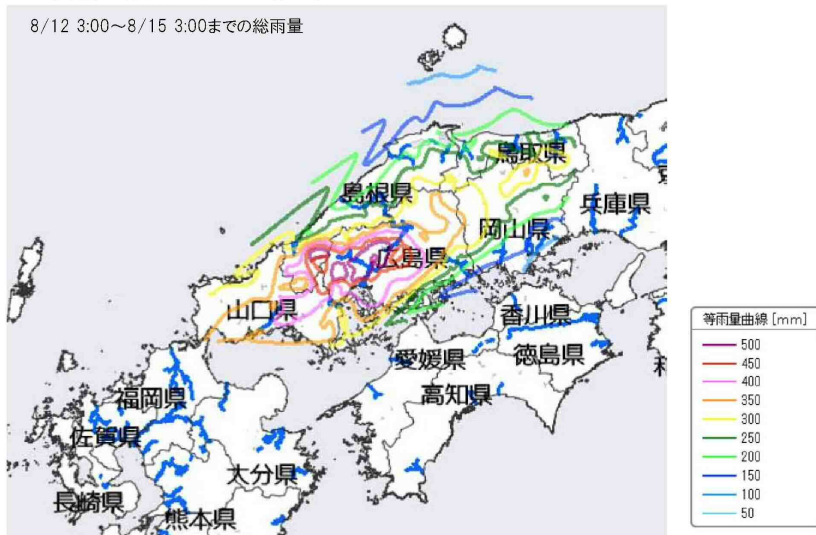 8/12 3:00～8/15 3:00までの総雨量
鳥取県
島根県
兵庫県
岡山県
広島県
山口県
香川県
愛媛県
徳島県
高知県
福岡県
佐賀県
大分県
長崎県
熊本県
等雨量曲線 [mm]
500
450
400
350
300
250
200
150
100
50